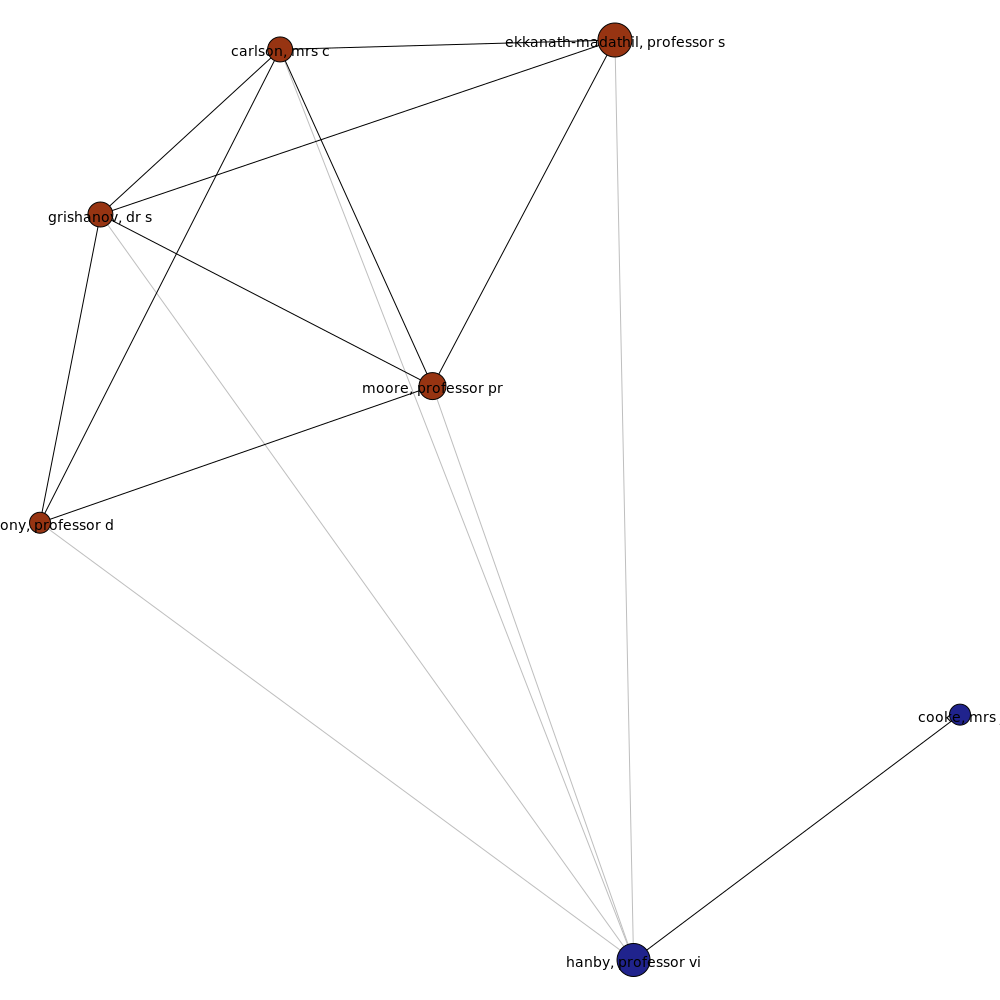 ekkanath-madathil, professor s
carlson, mrs c
grishanov, dr s
moore, professor pr
ony, professor d
cooke, mrs
hanby, professor vi